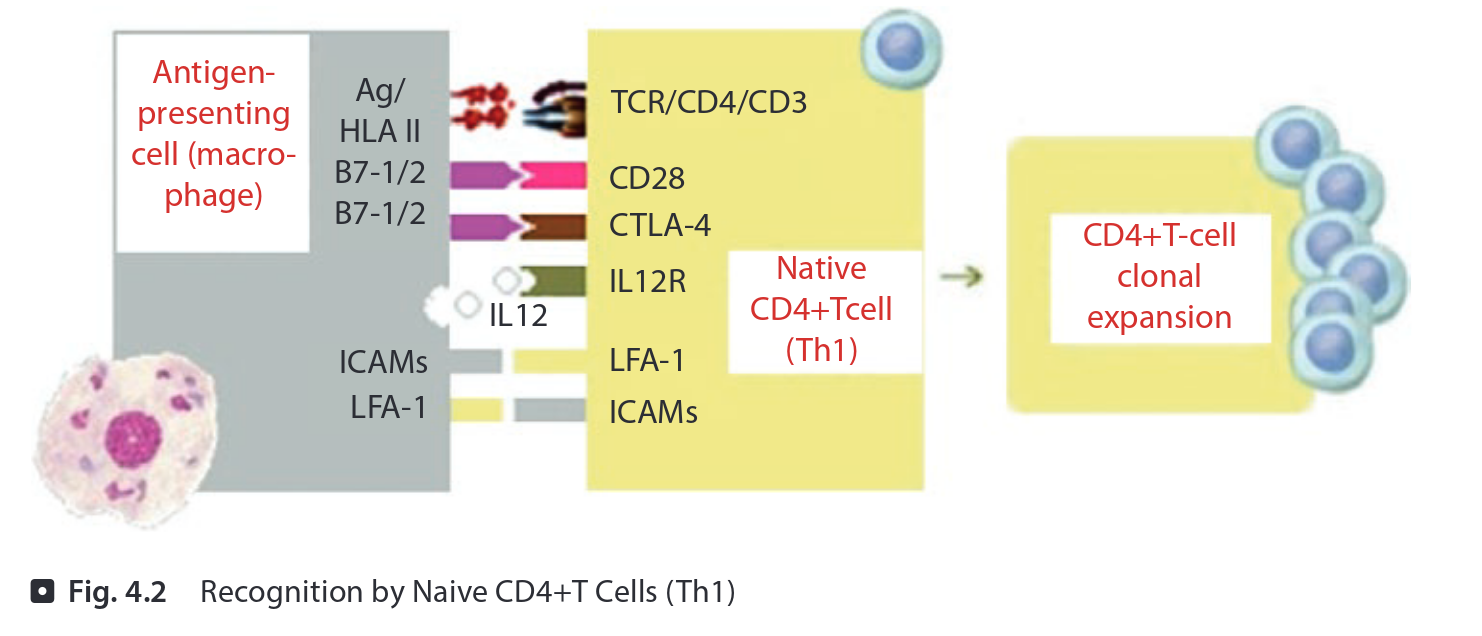 Antigen-
presenting
cell (macro-
phage)
Ag/
HLA II
B7-1/2
B7-1/2
IL12
ICAMs
LFA-1
TCR/CD4/CD3
CD28
CTLA-4
IL12R
LFA-1
ICAMs
Native
CD4+Tcell
(Th1)
CD4+T-cell
clonal
expansion
Fig. 4.2 Recognition by Naive CD4+T Cells (Th1)